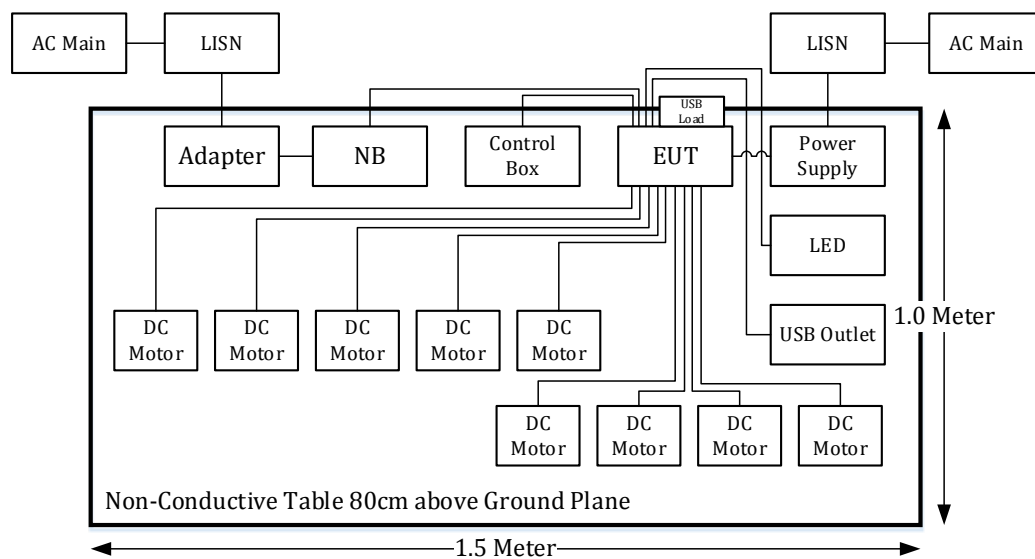 AC Main
LISN
LISN
AC Main
USB
Load
Adapter
NB
Control
Box
EUT
Power
Supply
LED
USB Outlet
1.0 Meter
DC
Motor
DC
Motor
DC
Motor
DC
Motor
DC
Motor
DC
Motor
DC
Motor
DC
Motor
DC
Motor
Non-Conductive Table 80cm above Ground Plane
1.5 Meter